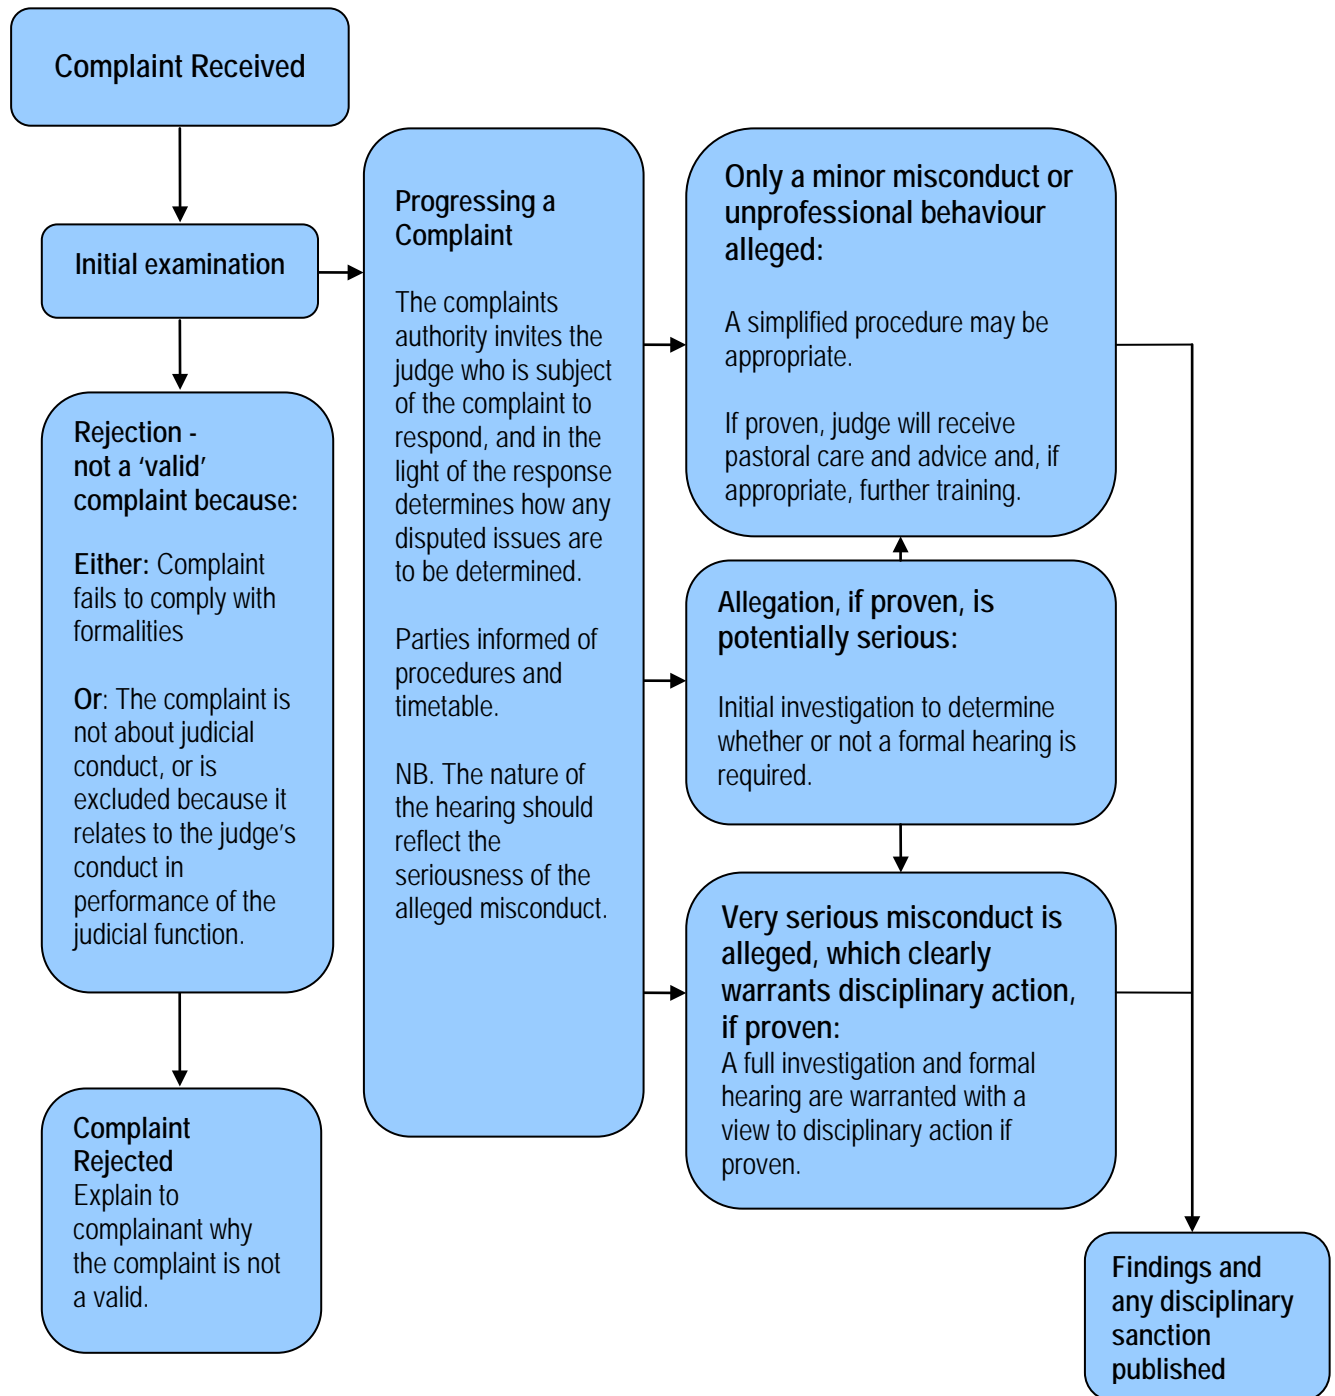 Complaint Received
Initial examination
Rejection -
not a ‘valid’
complaint because:
Either: Complaint
fails to comply with
formalities
Or: The complaint is
not about judicial
conduct, or is
excluded because it
relates to the judge’s
conduct in
performance of the
judicial function.
Complaint
Rejected
Explain to
complainant why
the complaint is not
a valid.
Progressing a
Complaint
The complaints
authority invites the
judge who is subject
of the complaint to
respond, and in the
light of the response
determines how any
disputed issues are
to be determined.
Parties informed of
procedures and
timetable.
NB. The nature of
the hearing should
reflect the
seriousness of the
alleged misconduct.
Only a minor misconduct or
unprofessional behaviour
alleged:
A simplified procedure may be
appropriate.
If proven, judge will receive
pastoral care and advice and, if
appropriate, further training.
Allegation, if proven, is
potentially serious:
Initial investigation to determine
whether or not a formal hearing is
required.
Very serious misconduct is
alleged, which clearly
warrants disciplinary action,
if proven:
A full investigation and formal
hearing are warranted with a
view to disciplinary action if
proven.
Findings and
any disciplinary
sanction
published